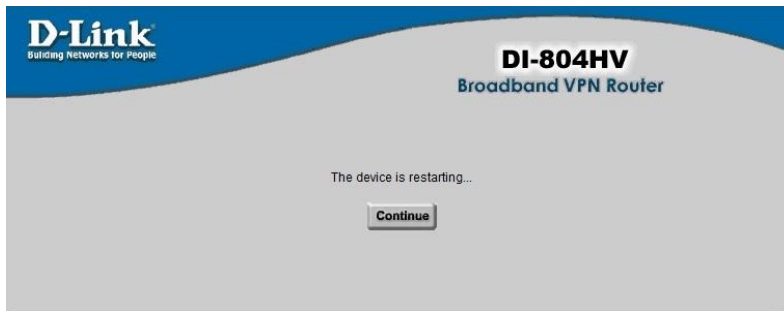 D-Link
Building Networks for People
DI-804HV
Broadband VPN Router
The device is restarting...
Continue